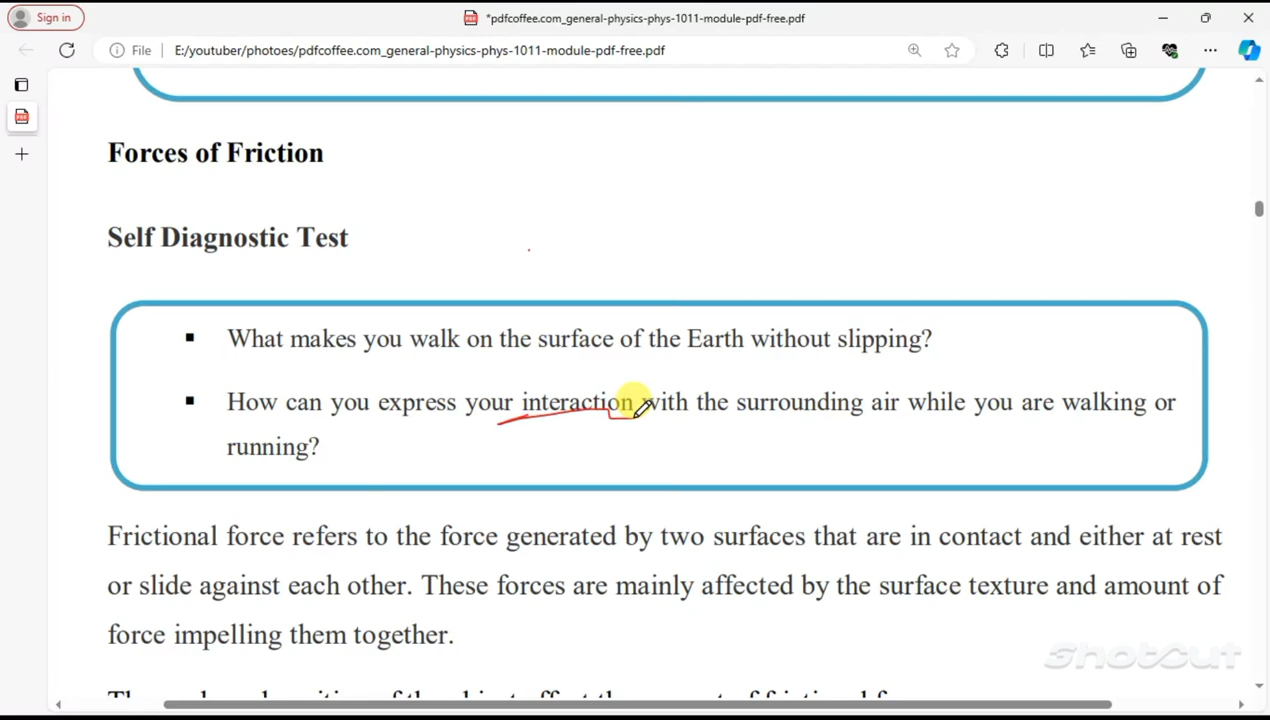 Sign in
*pdfcoffee.com_general-physics-phys-1011-module-pdf-free.pdf
File
E:/youtuber/photoes/pdfcoffee.com_general-physics-phys-1011-module-pdf-free.pdf
Forces of Friction
Self Diagnostic Test
▪ What makes you walk on the surface of the Earth without slipping?
▪ How can you express your interaction with the surrounding air while you are walking or
running?
Frictional force refers to the force generated by two surfaces that are in contact and either at rest
or slide against each other. These forces are mainly affected by the surface texture and amount of
force impelling them together.
shotcut